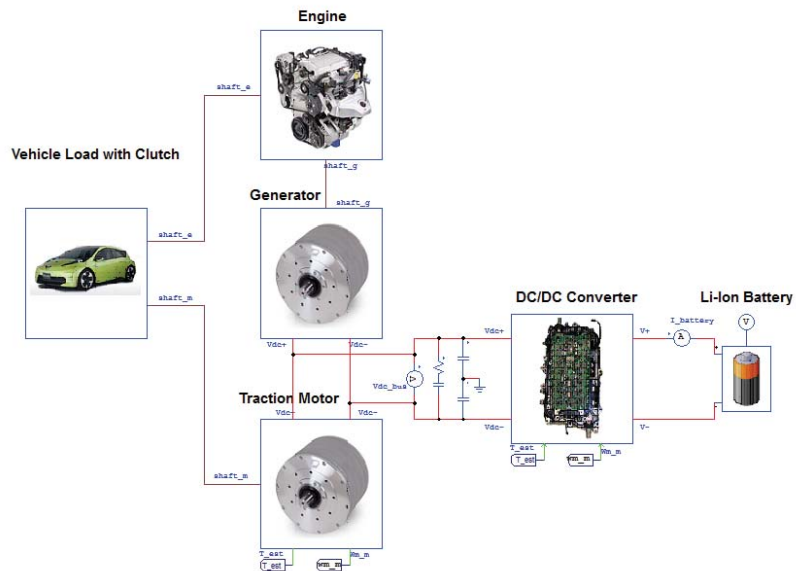 Engine
shaft_e
Vehicle Load with Clutch
shaft_g
Generator
shaft_g
shaft_e
shaft_m
DC/DC Converter
Li-Ion Battery
I_battery
V
Vdc+
Vdc-
Vdc+
V+
A
Vdc_bus
V
Traction Motor
Vdc-
Vdc-
Vdc-
V-
shaft_m
T_est
Wm_m
T_est
wm_m
T_est
Wm_m
T_est
wm_m